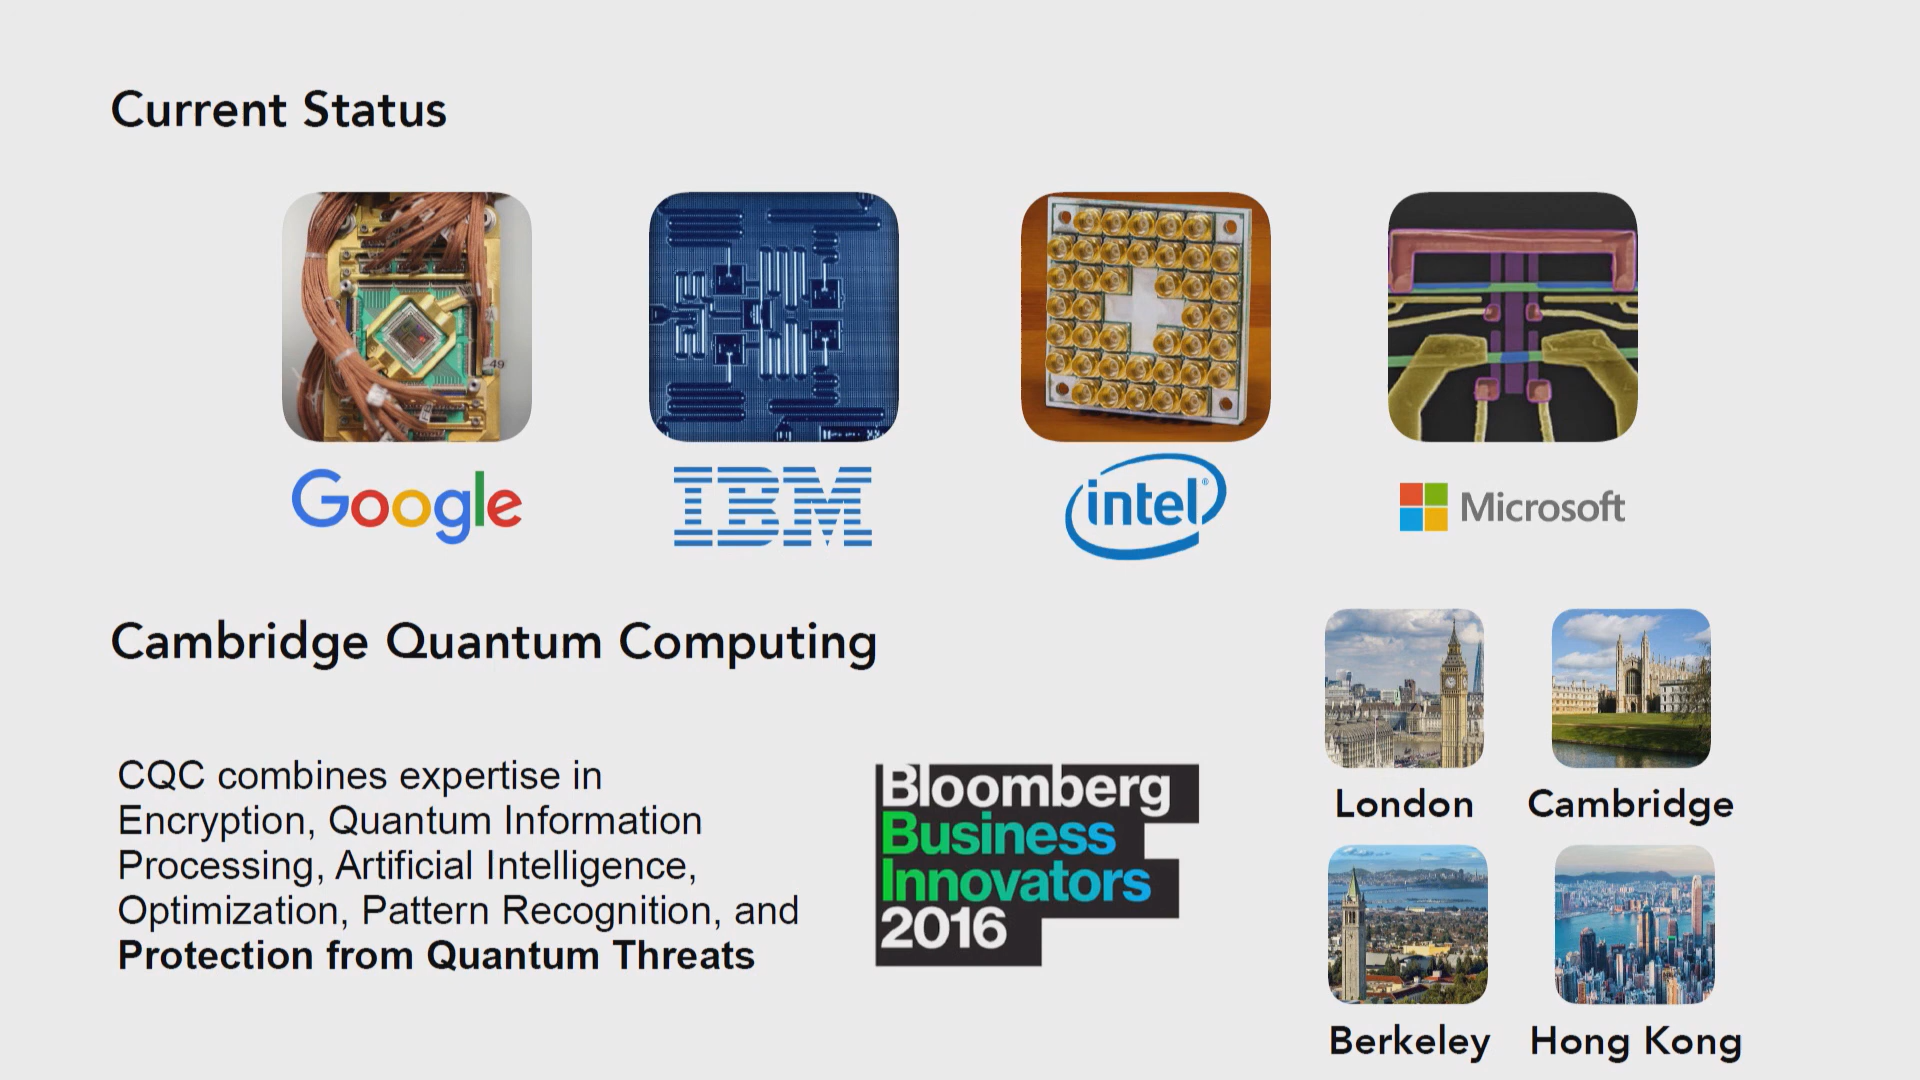 Current Status
49
Google
IBM
intel®
Microsoft
Cambridge Quantum Computing
CQC combines expertise in
Encryption, Quantum Information
Processing, Artificial Intelligence,
Optimization, Pattern Recognition, and
Protection from Quantum Threats
Bloomberg
Business
Innovators
2016
London
Cambridge
Berkeley
Hong Kong